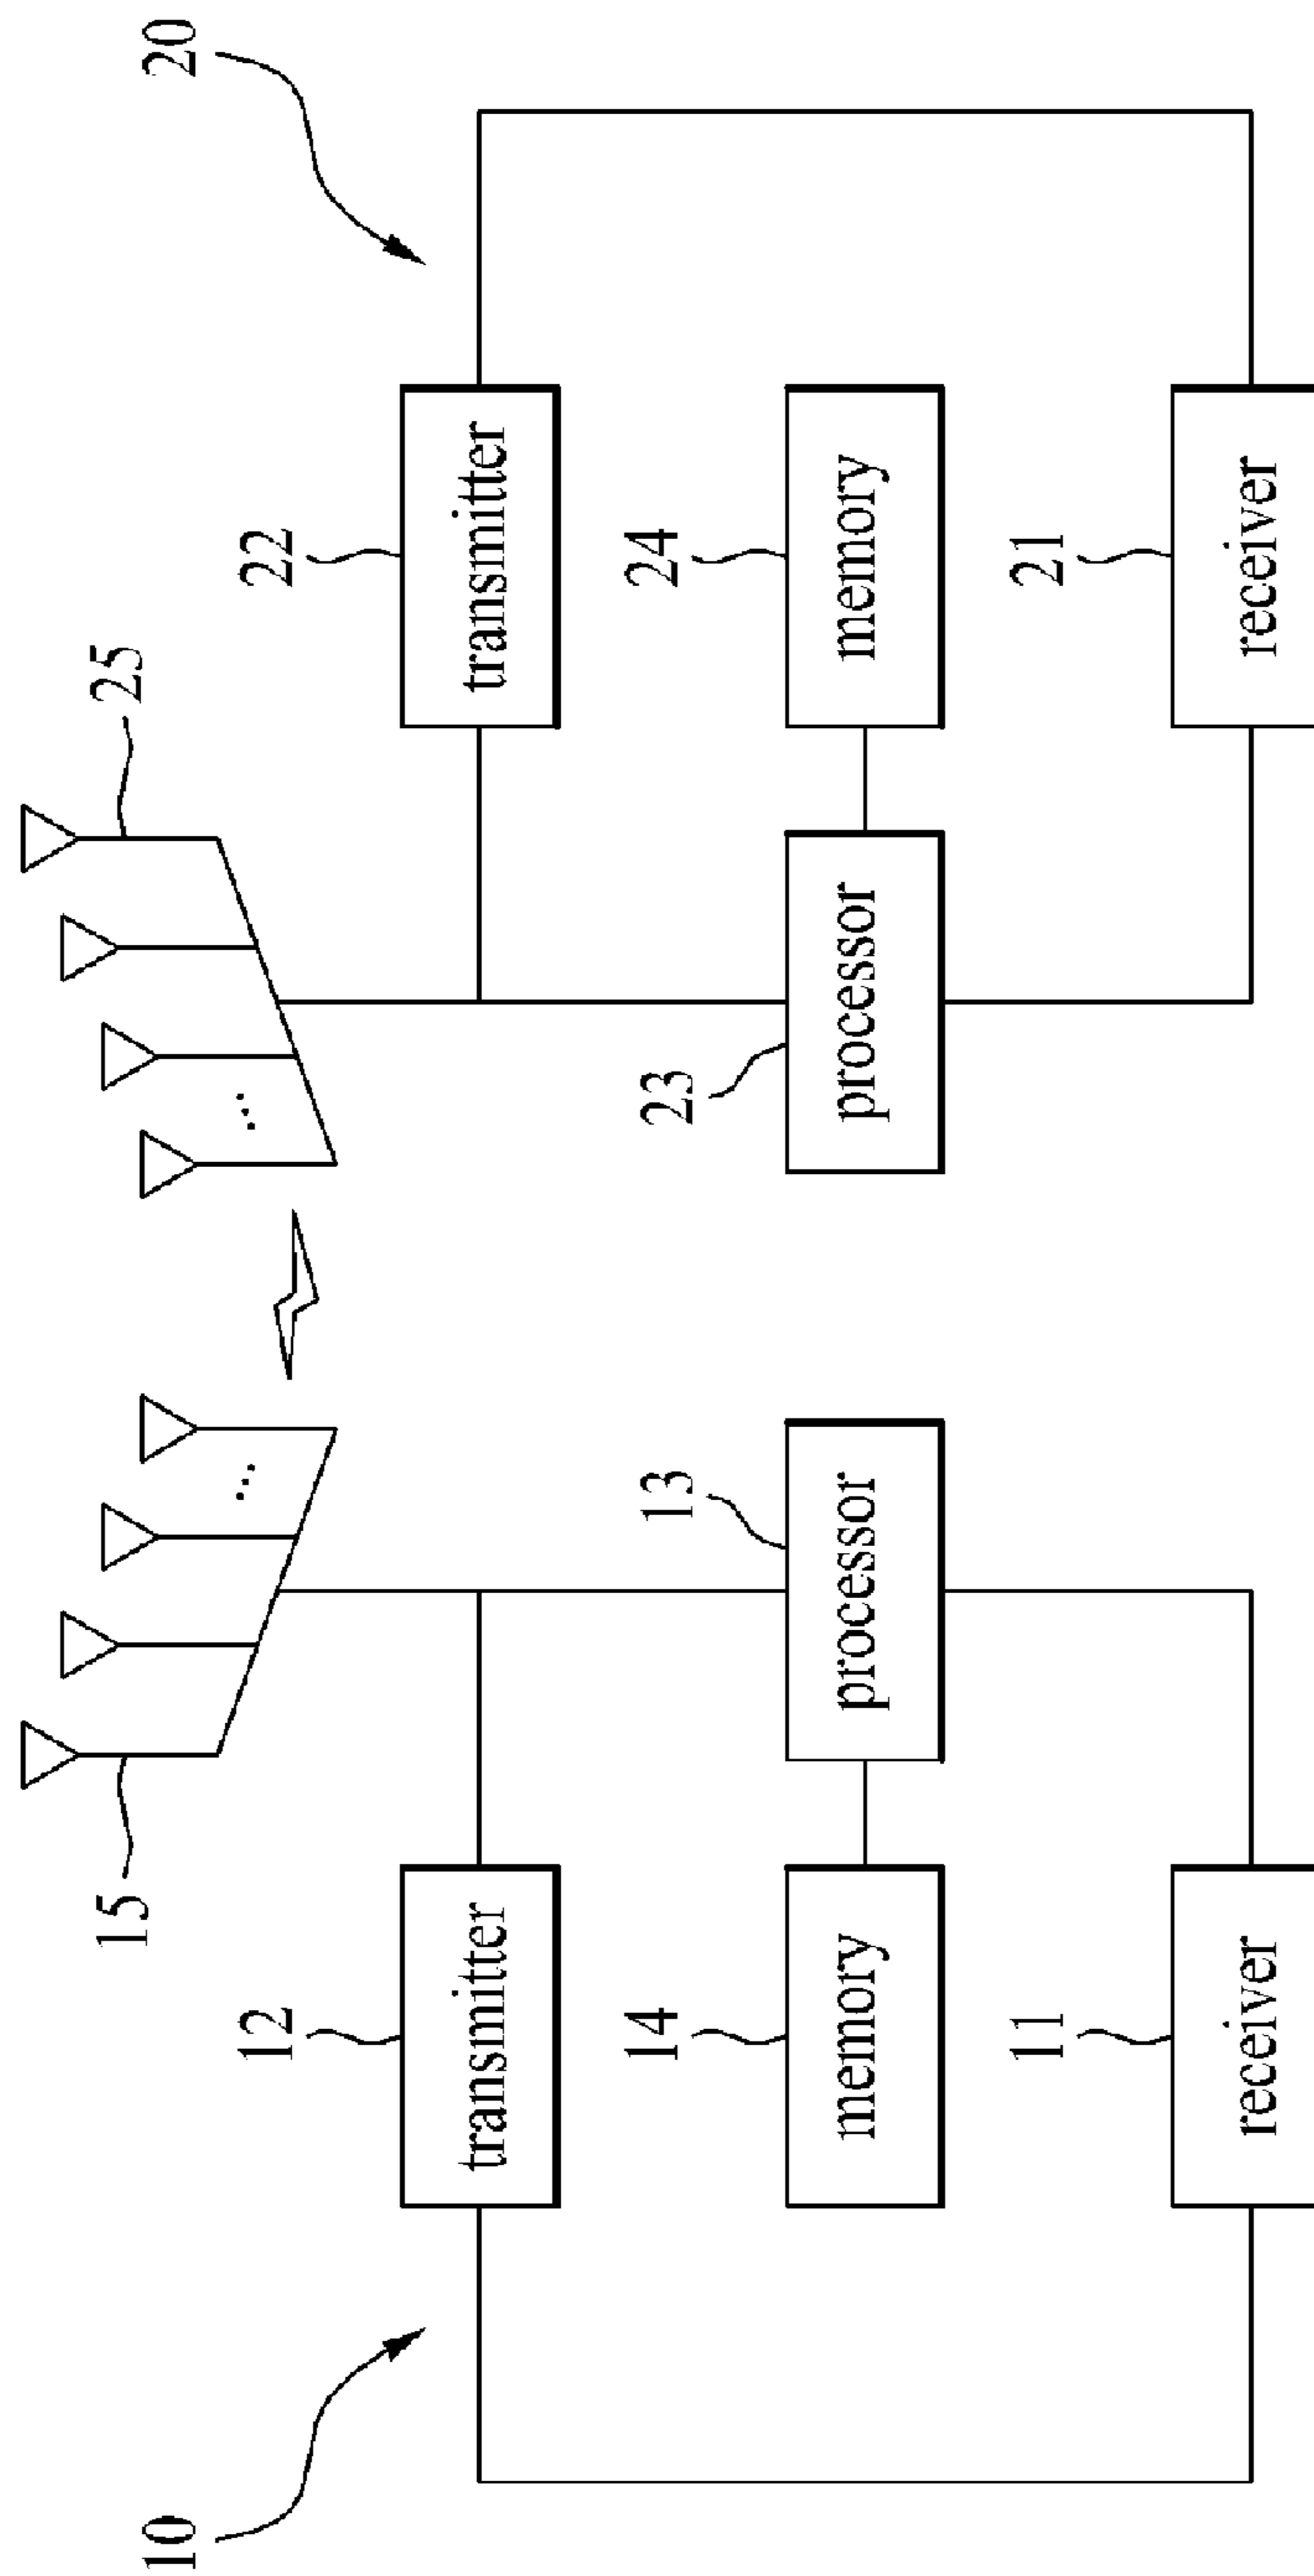 10
20
15
25
12
transmitter
22
transmitter
13
14
memory
processor
23
24
processor
memory
11
receiver
21
receiver
...
...